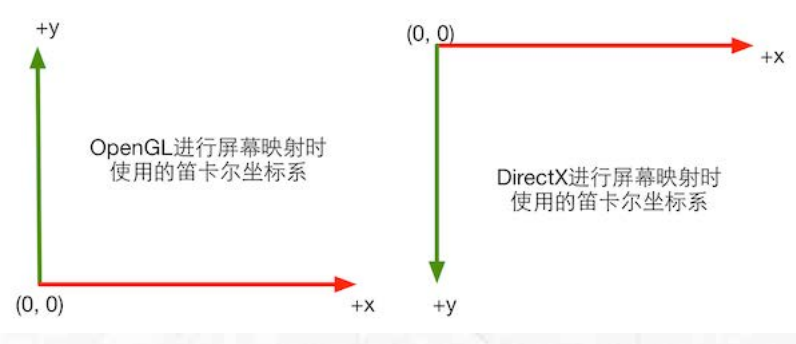 +y
OpenGL进行屏幕映射时
使用的笛卡尔坐标系
(0, 0)
+x
(0, 0)
+x
DirectX进行屏幕映射时
使用的笛卡尔坐标系
+y